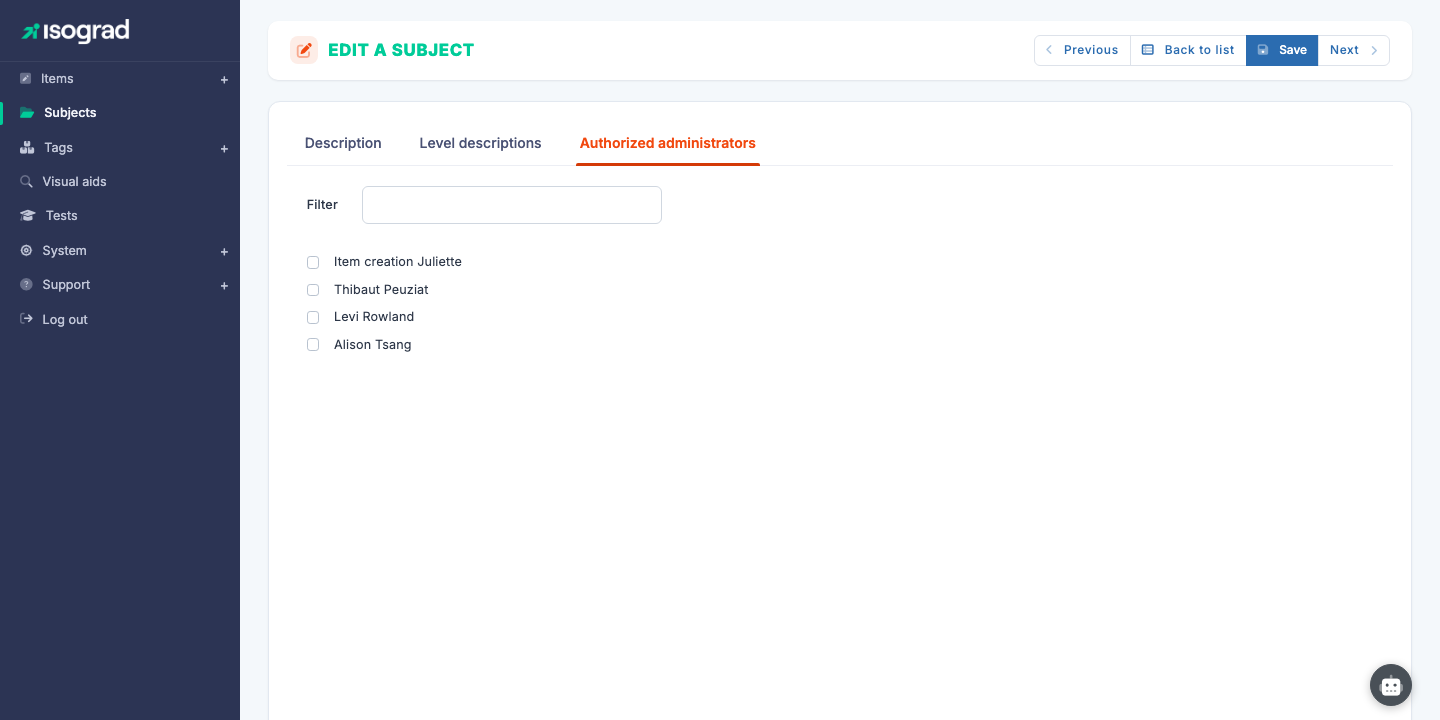 isograd
EDIT A SUBJECT
Previous
Back to list
Save
Next
Items +
Subjects
Tags +
Visual aids
Tests
System +
Support +
Log out
Description
Level descriptions
Authorized administrators
Filter
Item creation Juliette
Thibaut Peuziat
Levi Rowland
Alison Tsang